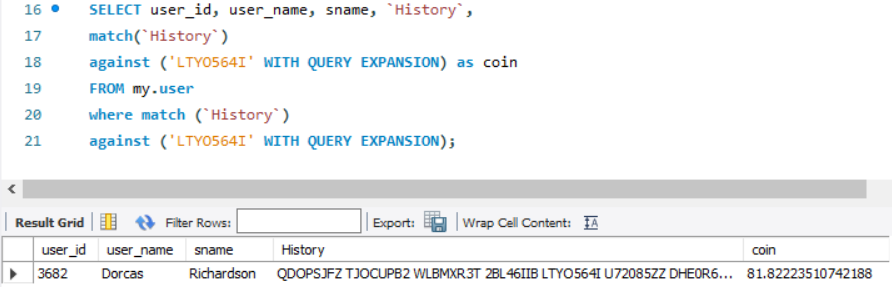 16 SELECT user_id, user_name, sname, `History`,
17 match(`History`)
18 against ('LTYO564I' WITH QUERY EXPANSION) as coin
19 FROM my.user
20 where match (`History`)
21 against ('LTYO564I' WITH QUERY EXPANSION);
Result Grid Filter Rows: Export: Wrap Cell Content:
user_id user_name sname History coin
3682 Dorcas Richardson QDOPSJFZ TJOCUPB2 WLBMXR3T 2BL46IIB LTYO564I U72085ZZ DHE0R6... 81.82223510742188